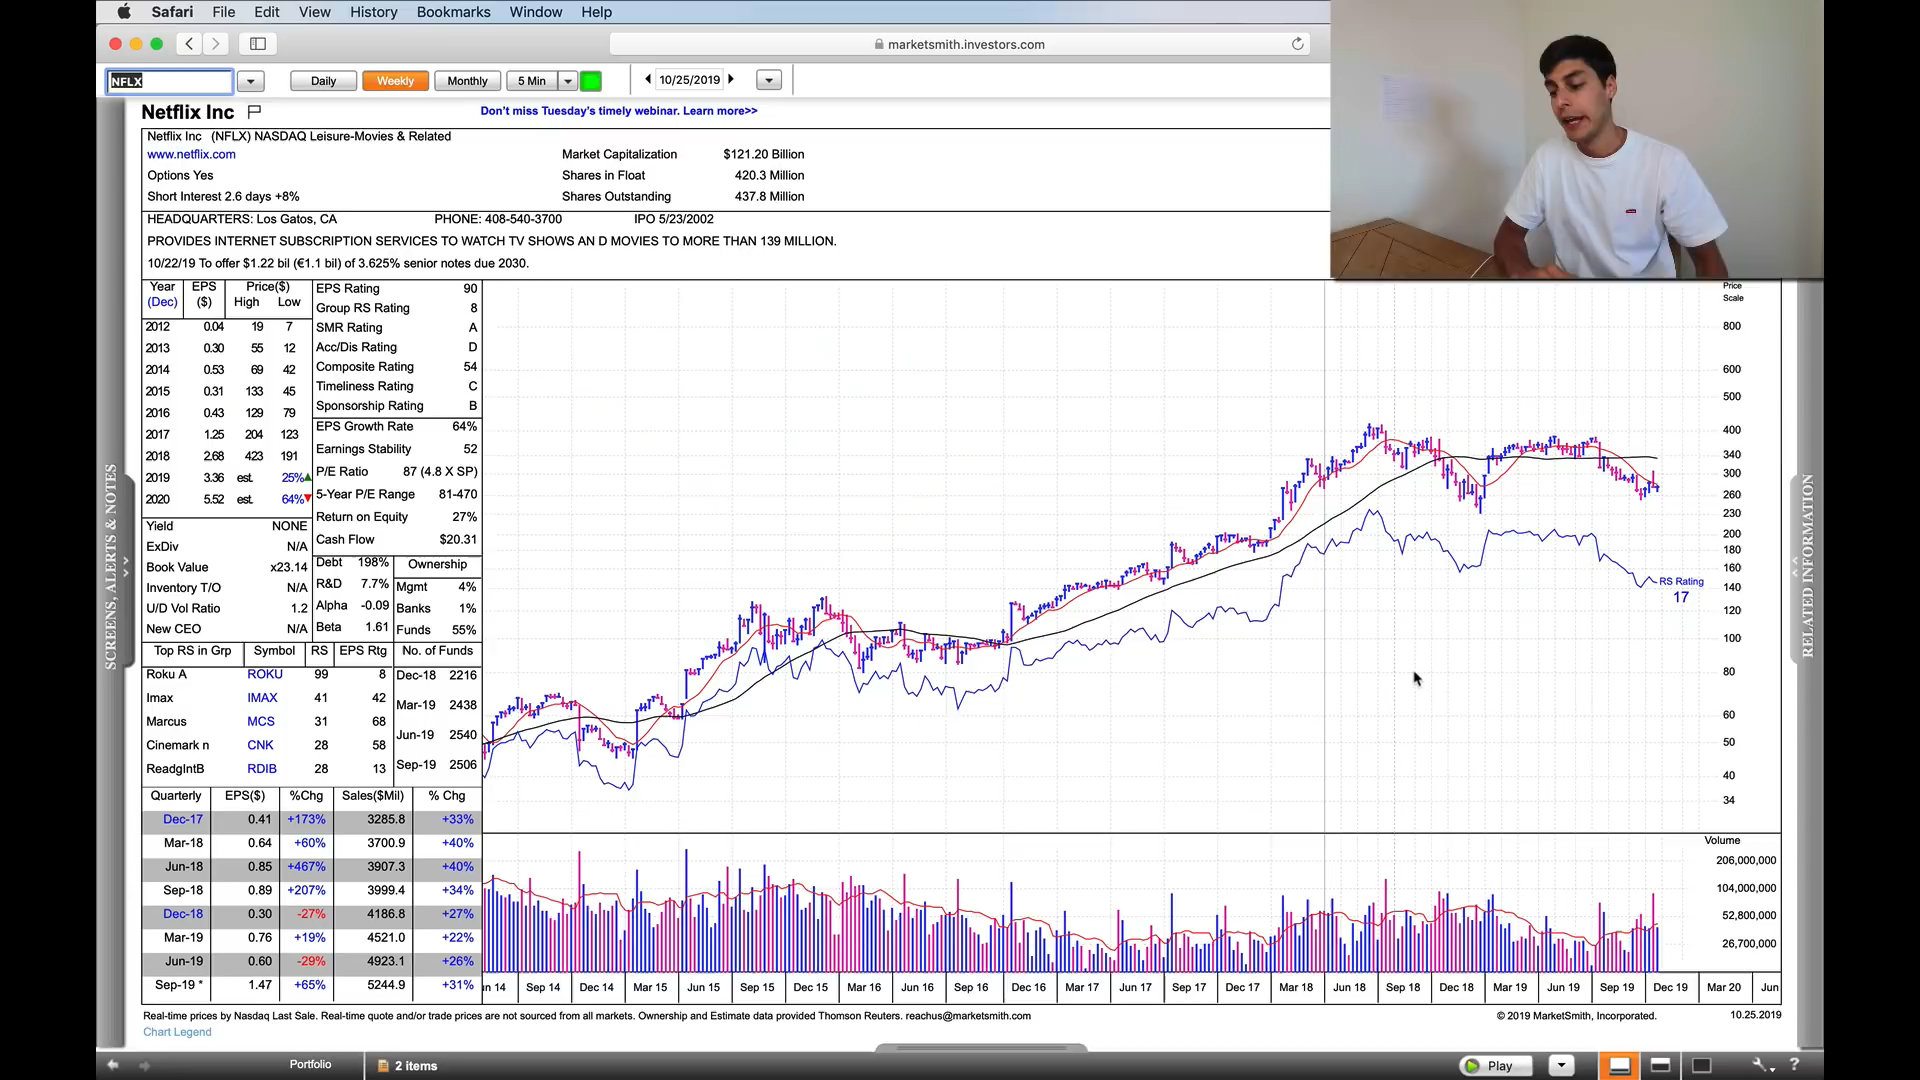 Safari File Edit View History Bookmarks Window Help
marketsmith.investors.com
NFLX Daily Weekly Monthly 5 Min 10/25/2019
Netflix Inc Don't miss Tuesday's timely webinar. Learn more>>
Netflix Inc (NFLX) NASDAQ Leisure-Movies & Related
www.netflix.com Market Capitalization $121.20 Billion
Options Yes Shares in Float 420.3 Million
Short Interest 2.6 days +8% Shares Outstanding 437.8 Million
HEADQUARTERS: Los Gatos, CA PHONE: 408-540-3700 IPO 5/23/2002
PROVIDES INTERNET SUBSCRIPTION SERVICES TO WATCH TV SHOWS AN D MOVIES TO MORE THAN 139 MILLION.
10/22/19 To offer $1.22 bil (€1.1 bil) of 3.625% senior notes due 2030.
Year EPS Price($)
(Dec) ($) High Low
2012 0.04 19 7
2013 0.30 55 12
2014 0.53 69 42
2015 0.31 133 45
2016 0.43 129 79
2017 1.25 204 123
2018 2.68 423 191
2019 3.36 est. 25%
2020 5.52 est. 64%
Yield NONE
ExDiv N/A
Book Value x23.14
Inventory T/O N/A
U/D Vol Ratio 1.2
New CEO N/A
EPS Rating 90
Group RS Rating 8
SMR Rating A
Acc/Dis Rating D
Composite Rating 54
Timeliness Rating C
Sponsorship Rating B
EPS Growth Rate 64%
Earnings Stability 52
P/E Ratio 87 (4.8 X SP)
5-Year P/E Range 81-470
Return on Equity 27%
Cash Flow $20.31
Debt 198%
R&D 7.7%
Alpha -0.09
Beta 1.61
Ownership
Mgmt 4%
Banks 1%
Funds 55%
Top RS in Grp Symbol RS EPS Rtg
Roku A ROKU 99 8
Imax IMAX 41 42
Marcus MCS 31 68
Cinemark n CNK 28 58
ReadgIntB RDIB 28 13
No. of Funds
Dec-18 2216
Mar-19 2438
Jun-19 2540
Sep-19 2506
Quarterly EPS($) %Chg Sales($Mil) % Chg
Dec-17 0.41 +173% 3285.8 +33%
Mar-18 0.64 +60% 3700.9 +40%
Jun-18 0.85 +467% 3907.3 +40%
Sep-18 0.89 +207% 3999.4 +34%
Dec-18 0.30 -27% 4186.8 +27%
Mar-19 0.76 +19% 4521.0 +22%
Jun-19 0.60 -29% 4923.1 +26%
Sep-19 * 1.47 +65% 5244.9 +31%
Price
Scale
800
600
500
400
340
300
260
230
200
180
160
140
120
100
80
60
50
40
34
RS Rating
17
Volume
206,000,000
104,000,000
52,800,000
26,700,000
n 14 Sep 14 Dec 14 Mar 15 Jun 15 Sep 15 Dec 15 Mar 16 Jun 16 Sep 16 Dec 16 Mar 17 Jun 17 Sep 17 Dec 17 Mar 18 Jun 18 Sep 18 Dec 18 Mar 19 Jun 19 Sep 19 Dec 19 Mar 20 Jun
Real-time prices by Nasdaq Last Sale. Real-time quote and/or trade prices are not sourced from all markets. Ownership and Estimate data provided Thomson Reuters. reachus@marketsmith.com © 2019 MarketSmith, Incorporated. 10.25.2019
Chart Legend
SCREENS, ALERTS & NOTES
RELATED INFORMATION
Portfolio 2 items Play ?